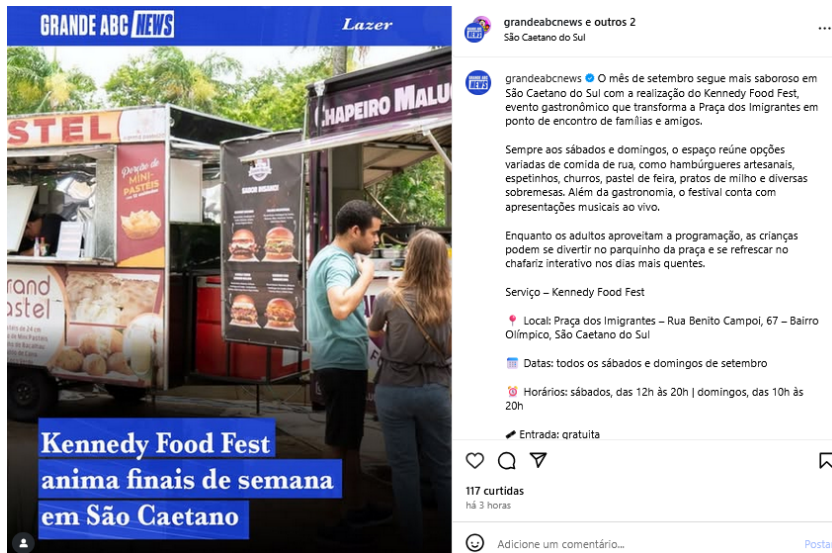 GRANDE ABC NEWS
Lazer
PASTEL
CHAPEIRO MALUC
Porção de
MINI-
PASTÉIS
SABOR INSANO!
Grand
Pastel
Kennedy Food Fest
anima finais de semana
em São Caetano
grandeabcnews e outros 2
São Caetano do Sul
grandeabcnews O mês de setembro segue mais saboroso em
São Caetano do Sul com a realização do Kennedy Food Fest,
evento gastronômico que transforma a Praça dos Imigrantes em
ponto de encontro de famílias e amigos.
Sempre aos sábados e domingos, o espaço reúne opções
variadas de comida de rua, como hambúrgueres artesanais,
espetinhos, churros, pastel de feira, pratos de milho e diversas
sobremesas. Além da gastronomia, o festival conta com
apresentações musicais ao vivo.
Enquanto os adultos aproveitam a programação, as crianças
podem se divertir no parquinho da praça e se refrescar no
chafariz interativo nos dias mais quentes.
Serviço – Kennedy Food Fest
📍 Local: Praça dos Imigrantes – Rua Benito Campoi, 67 – Bairro
Olímpico, São Caetano do Sul
📅 Datas: todos os sábados e domingos de setembro
⏰ Horários: sábados, das 12h às 20h | domingos, das 10h às
20h
Entrada: gratuita
117 curtidas
há 3 horas
Adicione um comentário...
Postar